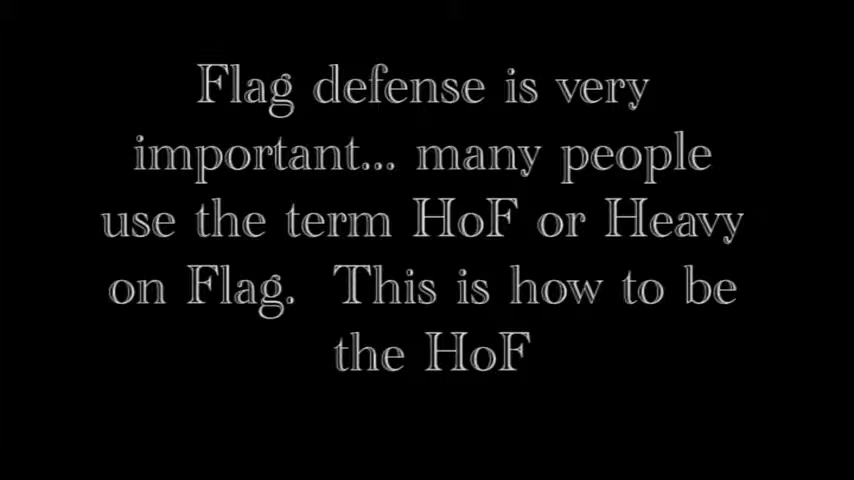 Flag defense is very
important... many people
use the term HoF or Heavy
on Flag.  This is how to be
the HoF